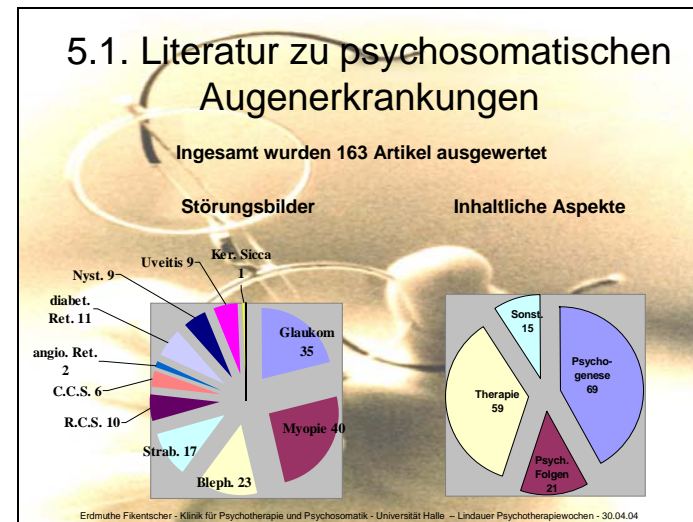 5.1. Literatur zu psychosomatischen
Augenerkrankungen
Ingesamt wurden 163 Artikel ausgewertet
Störungsbilder
Inhaltliche Aspekte
Ker. Sicca
1
Uveitis 9
Nyst. 9
diabet.
Ret. 11
angio. Ret.
2
C.C.S. 6
R.C.S. 10
Strab. 17
Bleph. 23
Myopie 40
Glaukom
35
Sonst.
15
Psycho-
genese
69
Therapie
59
Psych.
Folgen
21
Erdmuthe Fikentscher - Klinik für Psychotherapie und Psychosomatik - Universität Halle – Lindauer Psychotherapiewochen - 30.04.04